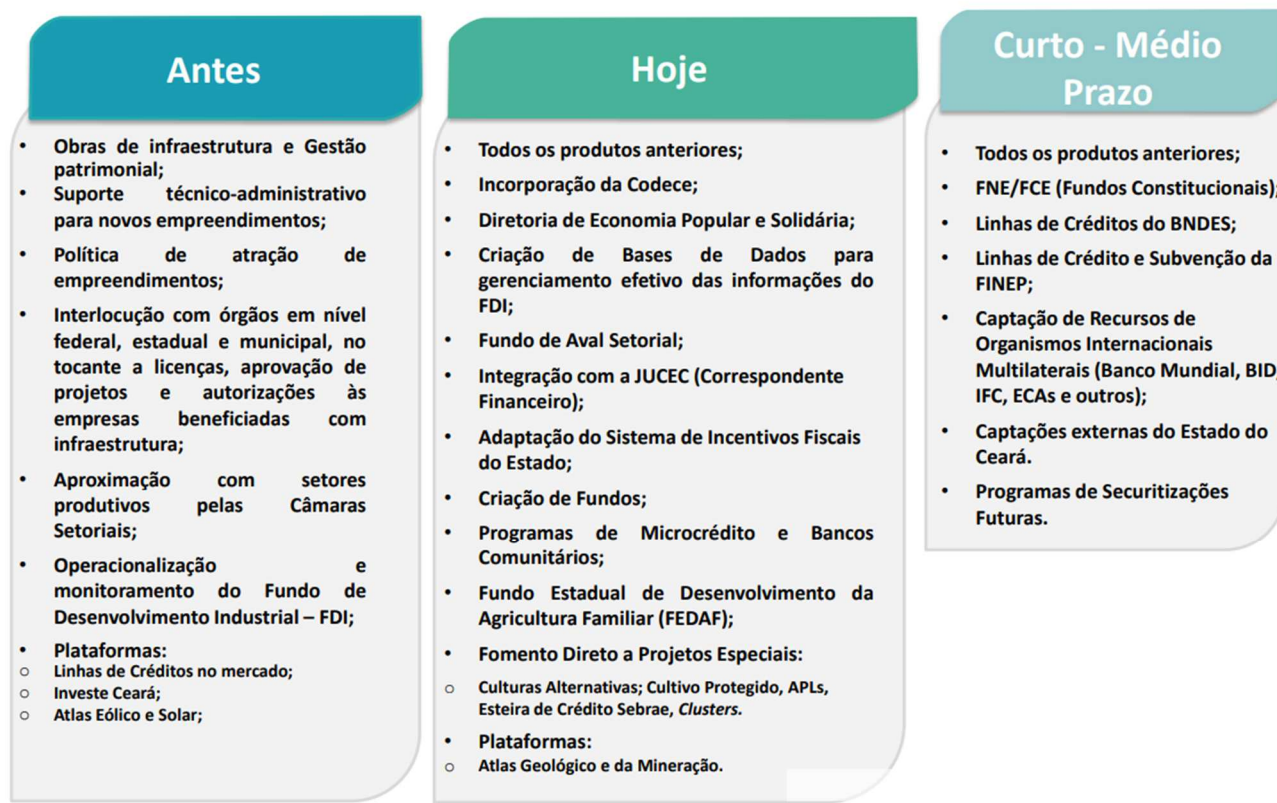 Antes
• Obras de infraestrutura e Gestão
patrimonial;
• Suporte técnico-administrativo
para novos empreendimentos;
• Política de atração de
empreendimentos;
• Interlocução com órgãos em nível
federal, estadual e municipal, no
tocante a licenças, aprovação de
projetos e autorizações às
empresas beneficiadas com
infraestrutura;
• Aproximação com setores
produtivos pelas Câmaras
Setoriais;
• Operacionalização e
monitoramento do Fundo de
Desenvolvimento Industrial – FDI;
• Plataformas:
o Linhas de Créditos no mercado;
o Investe Ceará;
o Atlas Eólico e Solar;
Hoje
• Todos os produtos anteriores;
• Incorporação da Codece;
• Diretoria de Economia Popular e Solidária;
• Criação de Bases de Dados para
gerenciamento efetivo das informações do
FDI;
• Fundo de Aval Setorial;
• Integração com a JUCEC (Correspondente
Financeiro);
• Adaptação do Sistema de Incentivos Fiscais
do Estado;
• Criação de Fundos;
• Programas de Microcrédito e Bancos
Comunitários;
• Fundo Estadual de Desenvolvimento da
Agricultura Familiar (FEDAF);
• Fomento Direto a Projetos Especiais:
o Culturas Alternativas; Cultivo Protegido, APLs,
Esteira de Crédito Sebrae, Clusters.
• Plataformas:
o Atlas Geológico e da Mineração.
Curto - Médio
Prazo
• Todos os produtos anteriores;
• FNE/FCE (Fundos Constitucionais);
• Linhas de Créditos do BNDES;
• Linhas de Crédito e Subvenção da
FINEP;
• Captação de Recursos de
Organismos Internacionais
Multilaterais (Banco Mundial, BID,
IFC, ECAs e outros);
• Captações externas do Estado do
Ceará.
• Programas de Securitizações
Futuras.